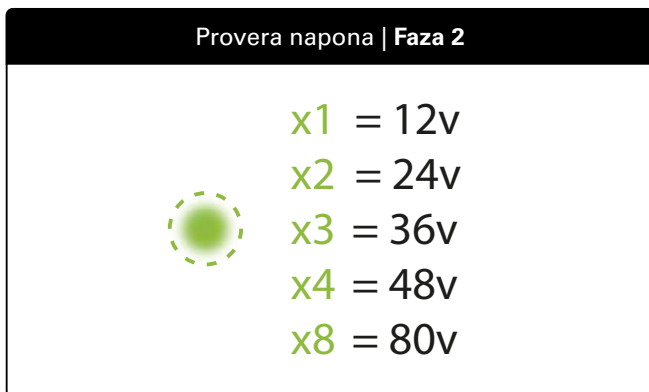 Provera napona | Faza 2
x1 = 12v
x2 = 24v
x3 = 36v
x4 = 48v
x8 = 80v